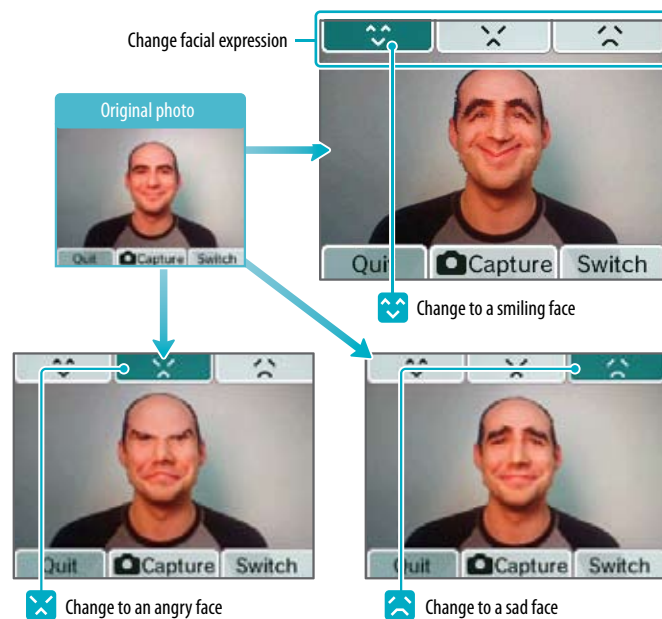 Change facial expression
Original photo
Quit Capture Switch
Quit Capture Switch
Change to a smiling face
Quit Capture Switch
Quit Capture Switch
Change to an angry face
Change to a sad face